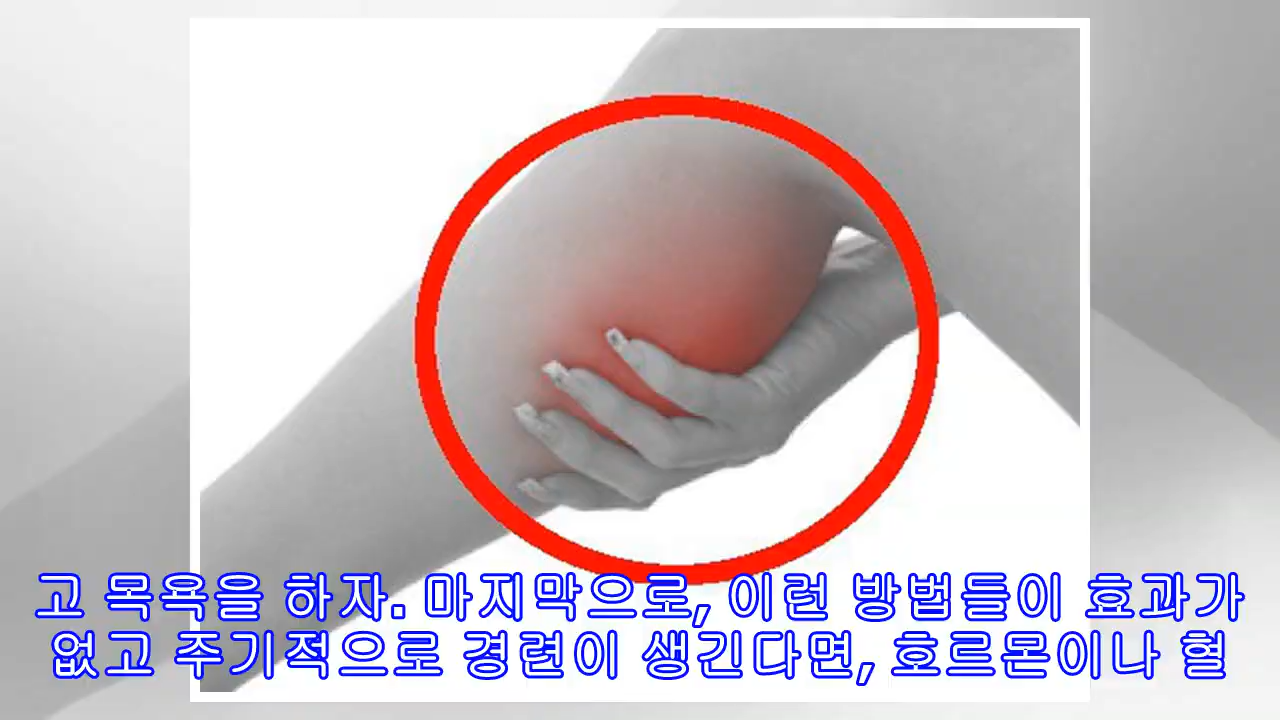 고 목욕을 하자. 마지막으로, 이런 방법들이 효과가
없고 주기적으로 경련이 생긴다면, 호르몬이나 혈